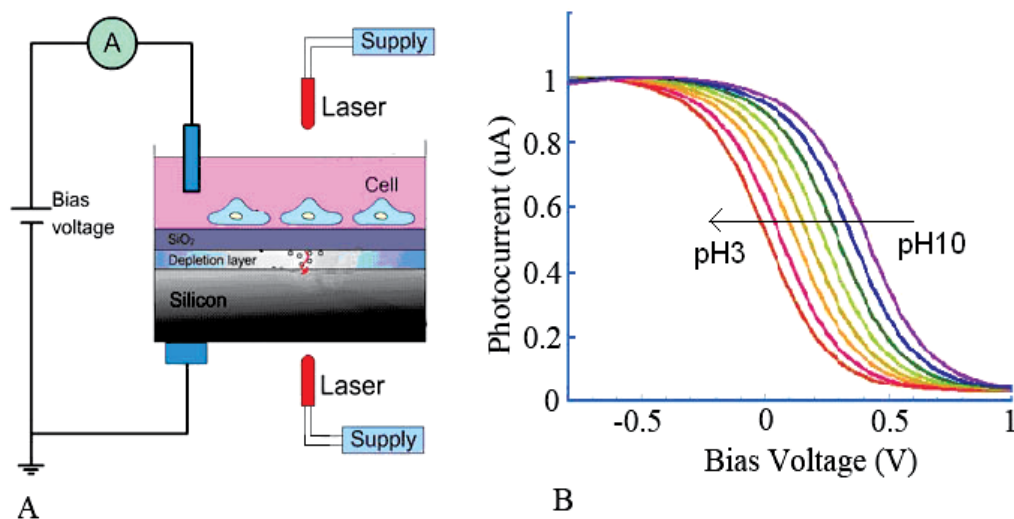 A
Supply
Laser
Bias
voltage
Cell
SiO₂
Depletion layer
Silicon
Laser
Supply
A
Photocurrent (uA)
1
0.8
0.6
0.4
0.2
0
pH3
pH10
-0.5
0
0.5
1
Bias Voltage (V)
B